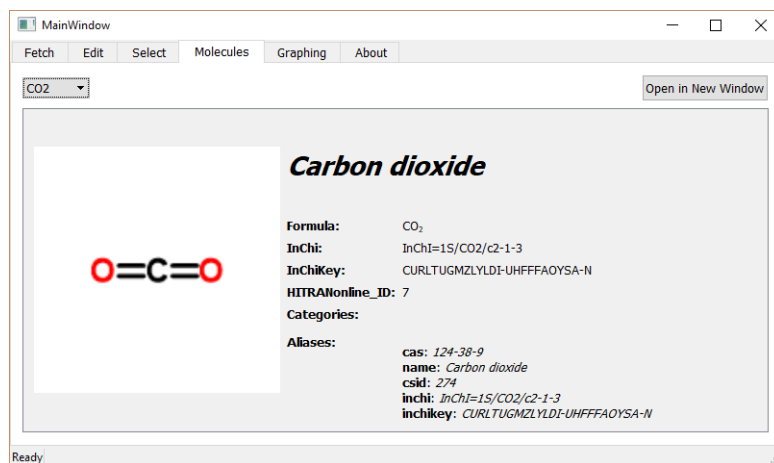 MainWindow
Fetch Edit Select Molecules Graphing About
CO2 Open in New Window
Carbon dioxide
O=C=O
Formula: CO₂
InChi: InChI=1S/CO2/c2-1-3
InChiKey: CURLTUGMZLYLDI-UHFFFAOYSA-N
HITRANonline_ID: 7
Categories:
Aliases:
cas: 124-38-9
name: Carbon dioxide
csid: 274
inchi: InChI=1S/CO2/c2-1-3
inchikey: CURLTUGMZLYLDI-UHFFFAOYSA-N
Ready